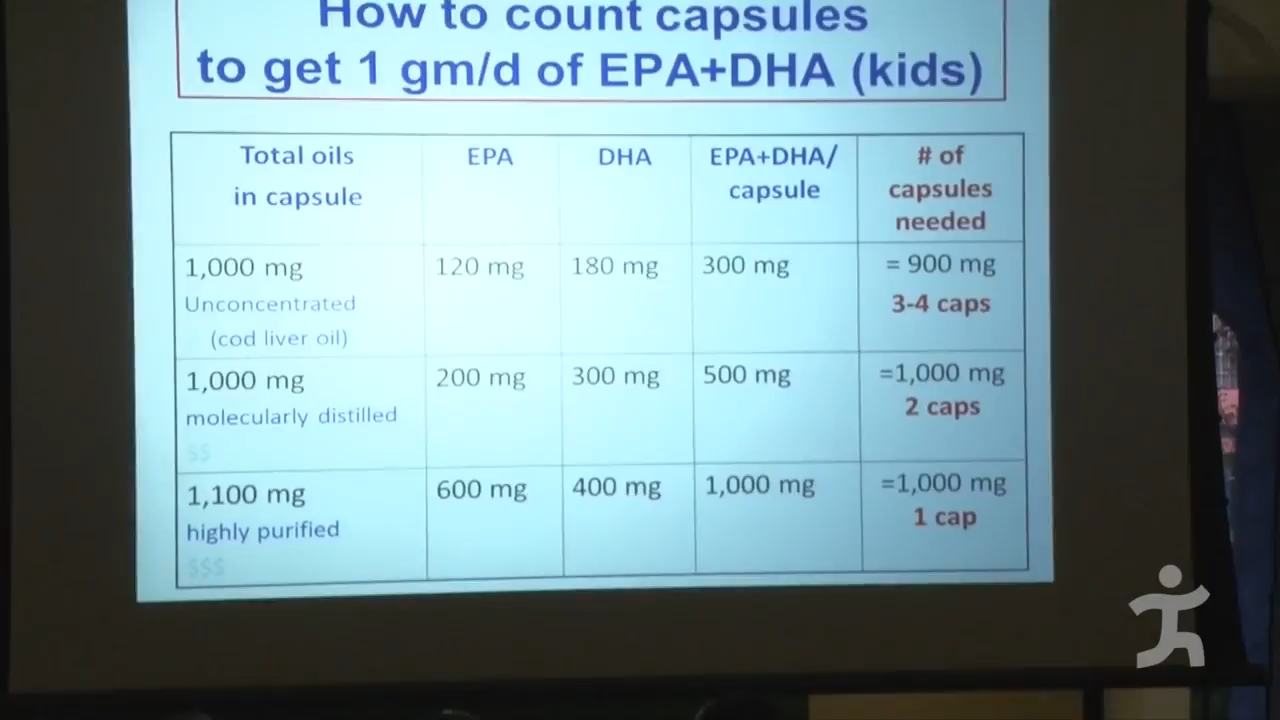 How to count capsules
to get 1 gm/d of EPA+DHA (kids)
Total oils
in capsule
EPA
DHA
EPA+DHA/
capsule
# of
capsules
needed
1,000 mg
Unconcentrated
(cod liver oil)
120 mg
180 mg
300 mg
= 900 mg
3-4 caps
1,000 mg
molecularly distilled
$$
200 mg
300 mg
500 mg
=1,000 mg
2 caps
1,100 mg
highly purified
$$$
600 mg
400 mg
1,000 mg
=1,000 mg
1 cap